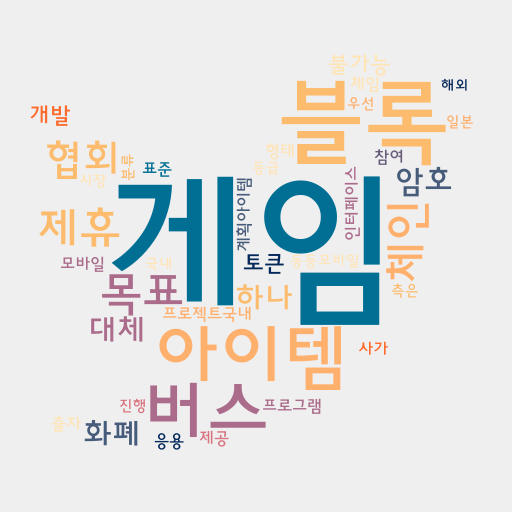 불가능
제임
해외
블록
우선
개발
일본
협회
형태
참여
분류
표준
시장
암호
계획아이템
인터페이스
게임
제휴
체인
모바일
국내
토큰
공동모바일
목표
하나
측은
프로젝트국내
대체
아이템
사가
버스
진행
프로그램
출자
화폐
응용
제공